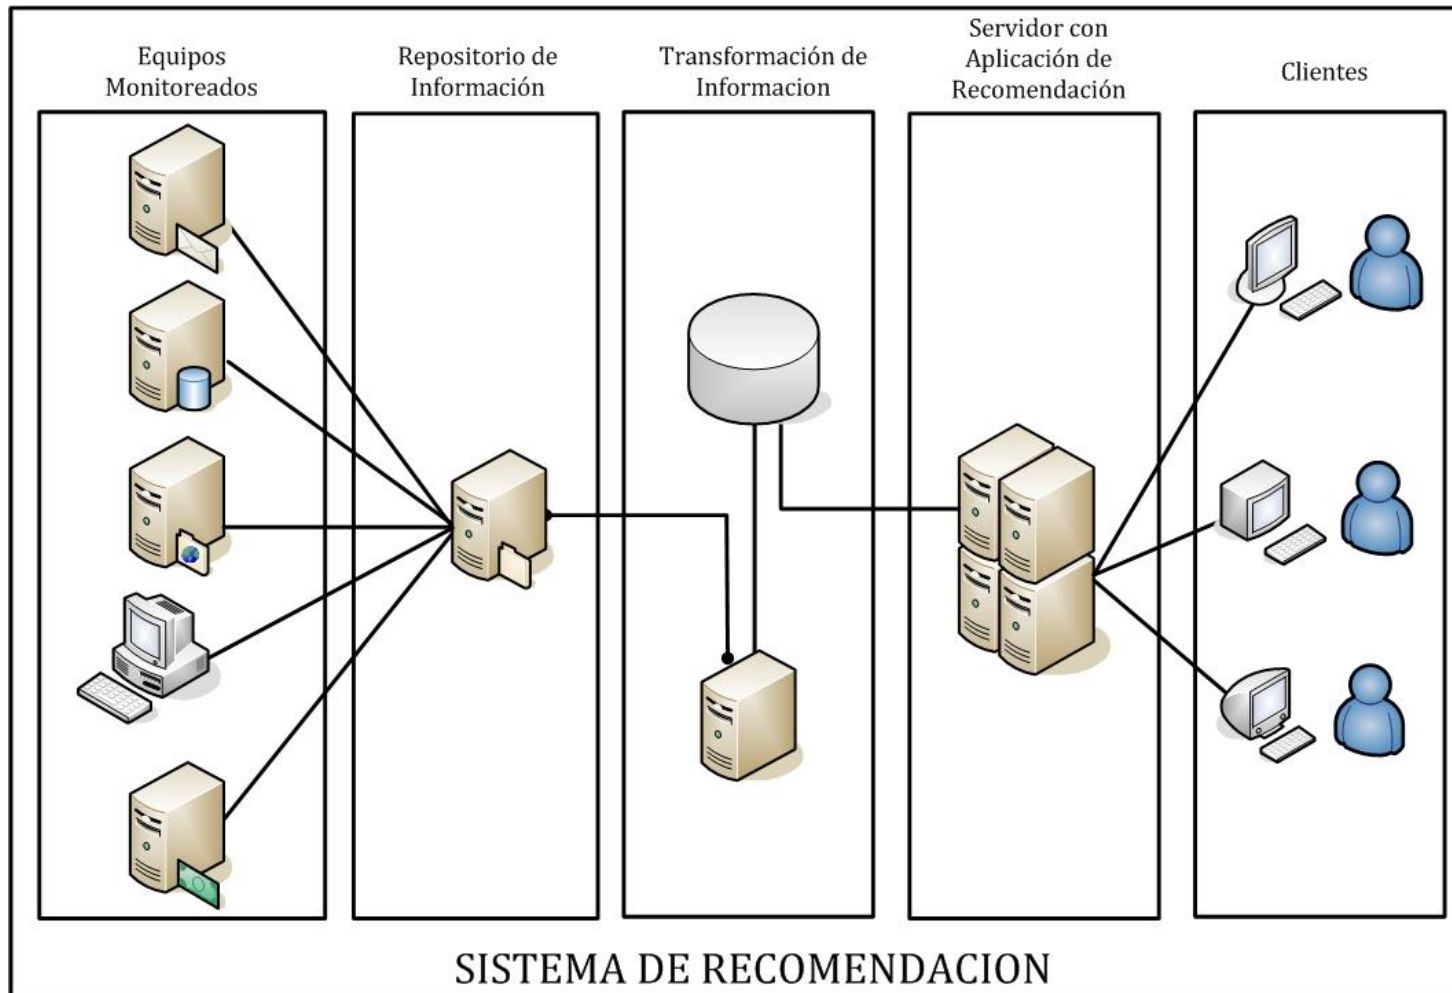 Equipos
Monitoreados
Repositorio de
Información
Transformación de
Informacion
Servidor con
Aplicación de
Recomendación
Clientes
SISTEMA DE RECOMENDACION